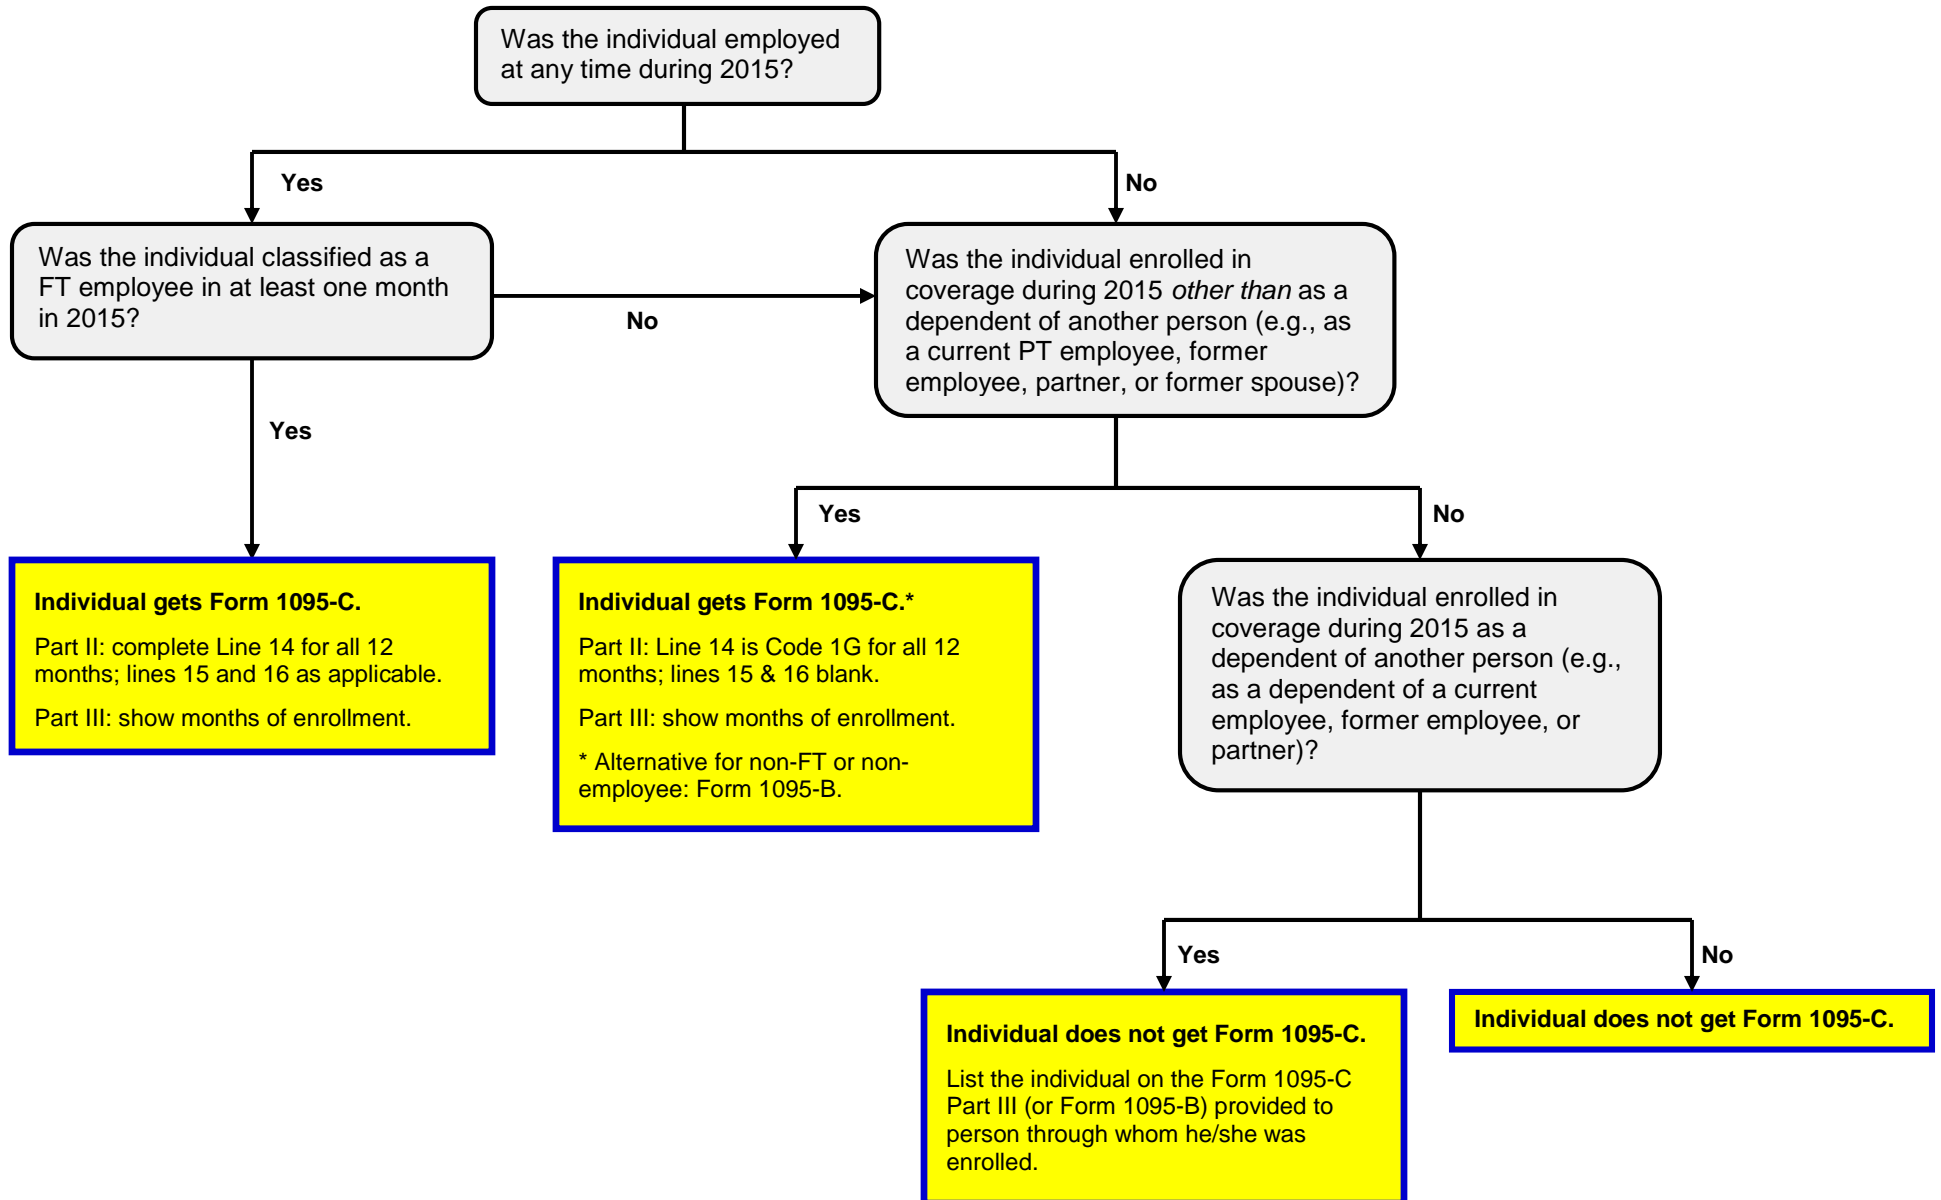 Was the individual employed
at any time during 2015?
Yes
No
Was the individual classified as a
FT employee in at least one month
in 2015?
No
Was the individual enrolled in
coverage during 2015 other than as a
dependent of another person (e.g., as
a current PT employee, former
employee, partner, or former spouse)?
Yes
Yes
No
Individual gets Form 1095-C.
Part II: complete Line 14 for all 12
months; lines 15 and 16 as applicable.
Part III: show months of enrollment.
Individual gets Form 1095-C.*
Part II: Line 14 is Code 1G for all 12
months; lines 15 & 16 blank.
Part III: show months of enrollment.
* Alternative for non-FT or non-
employee: Form 1095-B.
Was the individual enrolled in
coverage during 2015 as a
dependent of another person (e.g.,
as a dependent of a current
employee, former employee, or
partner)?
Yes
No
Individual does not get Form 1095-C.
List the individual on the Form 1095-C
Part III (or Form 1095-B) provided to
person through whom he/she was
enrolled.
Individual does not get Form 1095-C.